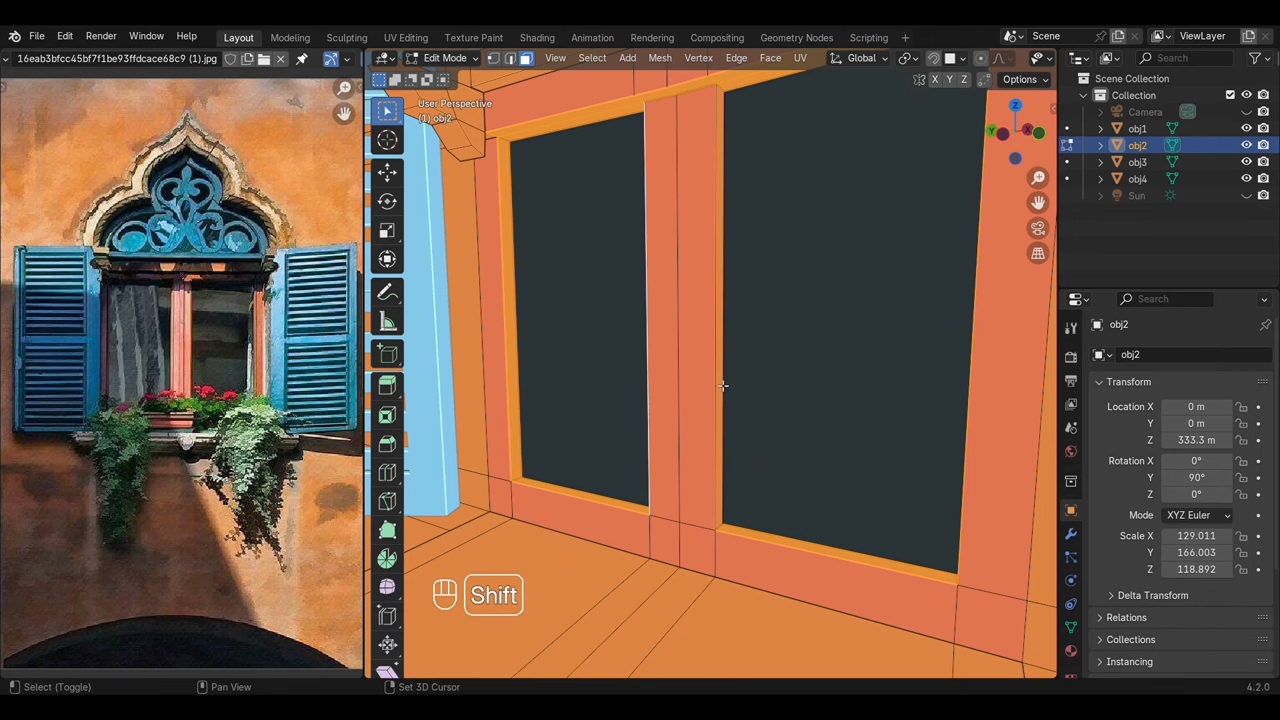 File Edit Render Window Help Layout Modeling Sculpting UV Editing Texture Paint Shading Animation Rendering Compositing Geometry Nodes Scripting + Scene ViewLayer
16eab3bfcc45bf7f1be93ffdcace68c9 (1).jpg Edit Mode View Select Add Mesh Vertex Edge Face UV Global Search
X Y Z Options Scene Collection
Collection
User Perspective
(1) obj2
Camera
obj1
Z
Y X
obj2
obj3
obj4
Sun
Search
obj2
obj2
Transform
Location X 0 m
Y 0 m
Z 333.3 m
Rotation X 0°
Y 90°
Z 0°
Mode XYZ Euler
Scale X 129.011
Y 166.003
Z 118.892
Shift
Delta Transform
Relations
Collections
Instancing
Select (Toggle) Pan View Set 3D Cursor 4.2.0